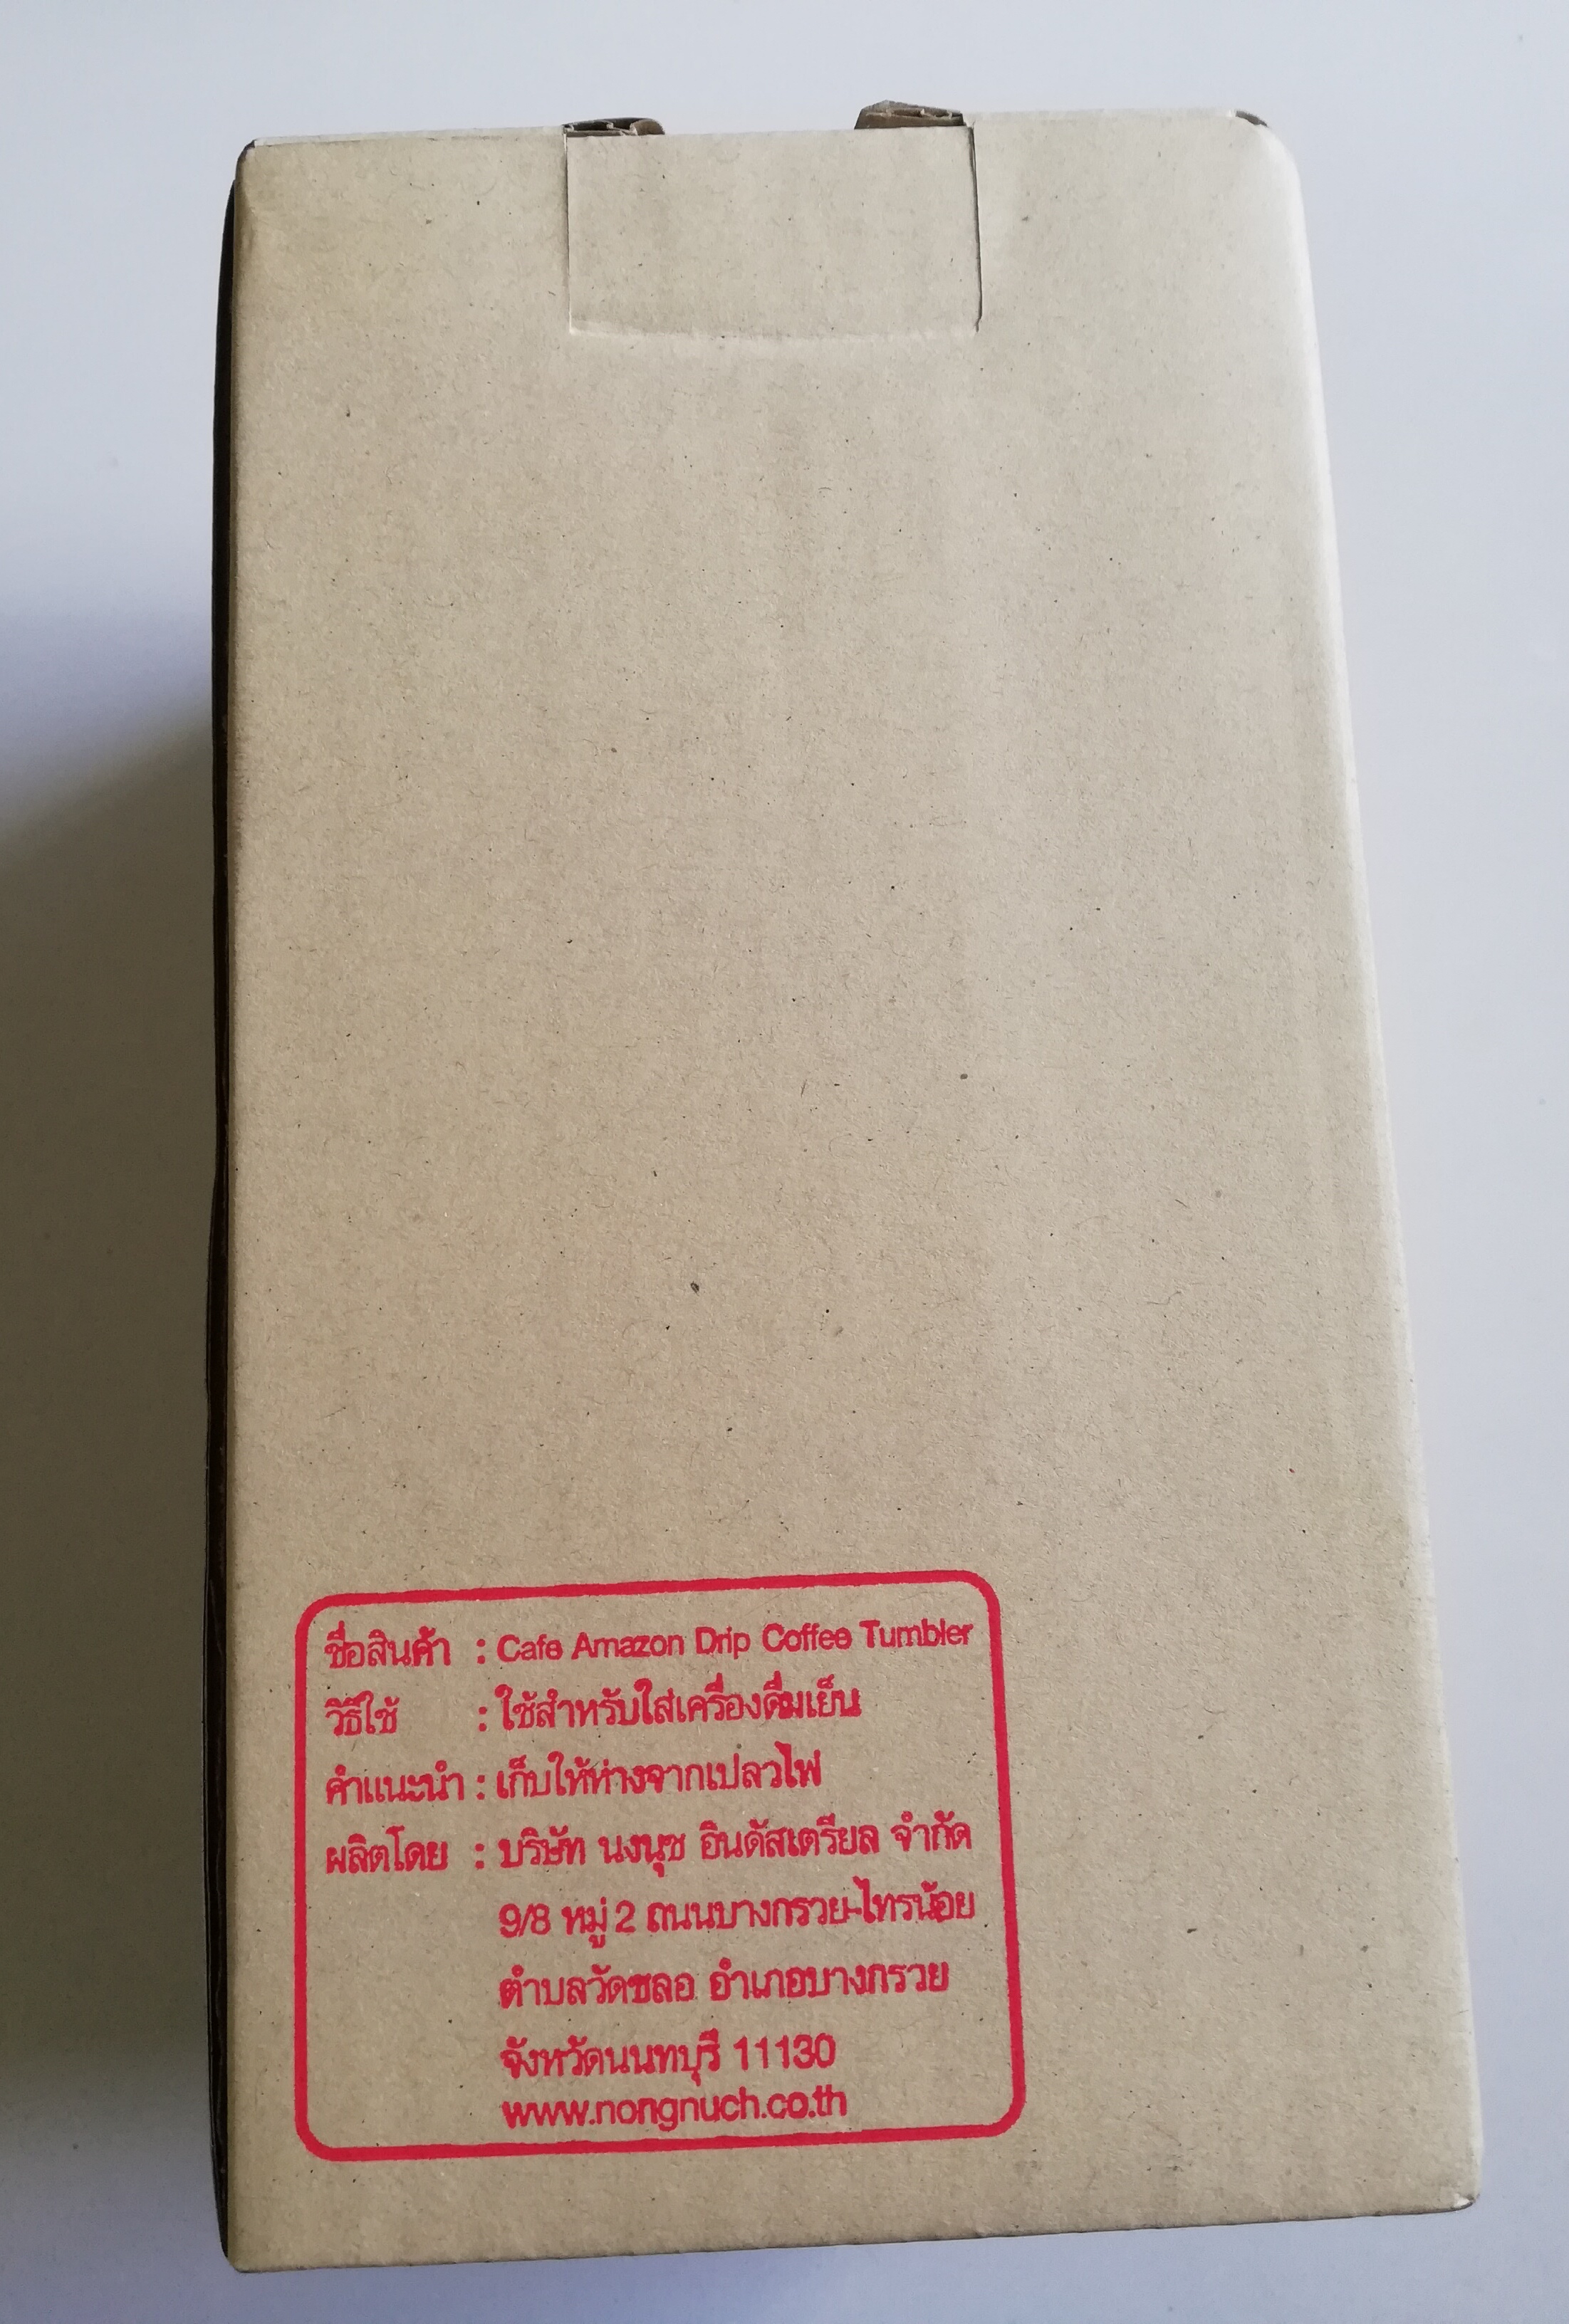 ชื่อสินค้า : Cafe Amazon Drip Coffee Tumbler
วิธีใช้ : ใช้สำหรับใส่เครื่องดื่มเย็น
คำแนะนำ : เก็บให้ห่างจากเปลวไฟ
ผลิตโดย : บริษัท นงนุช อินดัสเตรียล จำกัด
9/8 หมู่ 2 ถนนบางกรวย-ไทรน้อย
ตำบลวัดชลอ อำเภอบางกรวย
จังหวัดนนทบุรี 11130
www.nongnuch.co.th